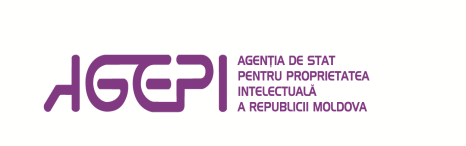 AGEPI
AGENȚIA DE STAT
PENTRU PROPRIETATEA
INTELECTUALĂ
A REPUBLICII MOLDOVA